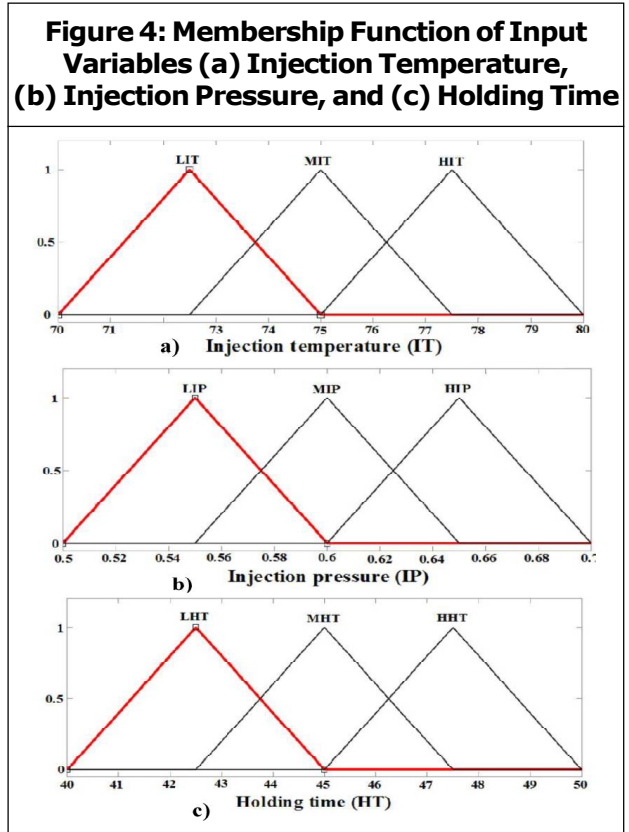 Figure 4: Membership Function of Input
Variables (a) Injection Temperature,
(b) Injection Pressure, and (c) Holding Time
LIT MIT HIT
1
0.5
0
70 71 72 73 74 75 76 77 78 79 80
a) Injection temperature (IT)
LIP MIP HIP
1
0.5
0
0.5 0.52 0.54 0.56 0.58 0.6 0.62 0.64 0.66 0.68 0.7
b) Injection pressure (IP)
LHT MHT HHT
1
0.5
0
40 41 42 43 44 45 46 47 48 49 50
c) Holding time (HT)